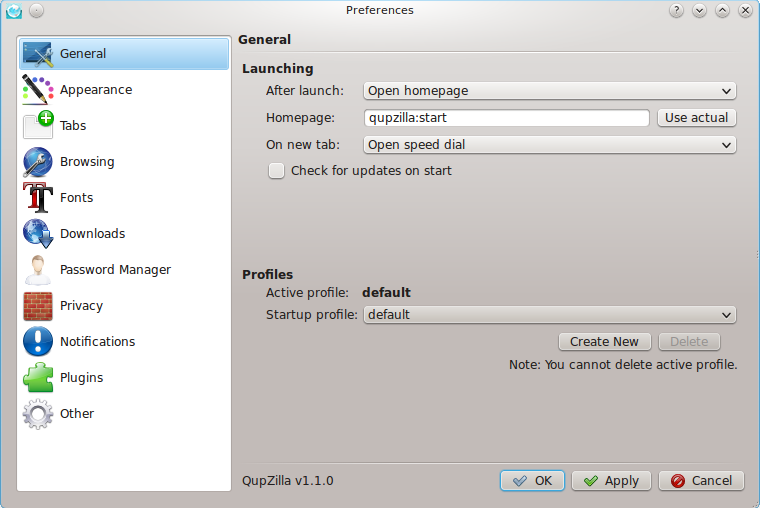 Preferences
General
Appearance
Tabs
Browsing
Fonts
Downloads
Password Manager
Privacy
Notifications
Plugins
Other
General
Launching
After launch: Open homepage
Homepage: qupzilla:start Use actual
On new tab: Open speed dial
Check for updates on start
Profiles
Active profile: default
Startup profile: default
Create New Delete
Note: You cannot delete active profile.
QupZilla v1.1.0 OK Apply Cancel